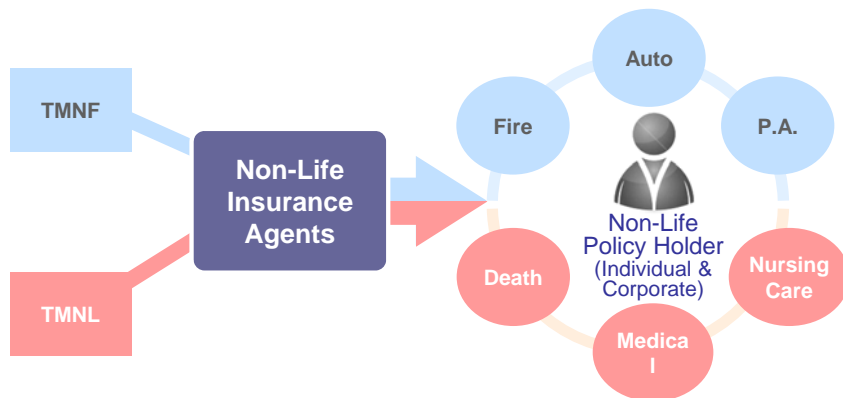 TMNF
TMNL
Non-Life
Insurance
Agents
Auto
Fire
P.A.
Non-Life
Policy Holder
(Individual &
Corporate)
Death
Nursing
Care
Medica
l